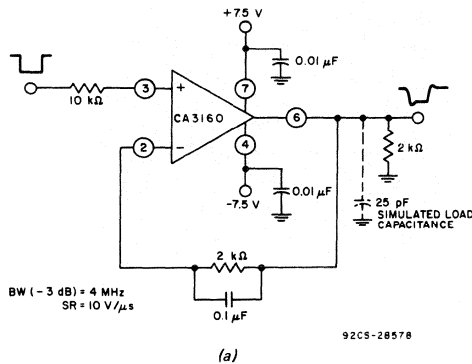 +7.5 V
0.01 µF
7
3
+
10 kΩ
CA3160
6
2
−
4
2 kΩ
0.01 µF
-7.5 V
25 pF
SIMULATED LOAD
CAPACITANCE
2 kΩ
0.1 µF
BW (-3 dB) = 4 MHz
SR = 10 V/µs
92CS-28578
(a)